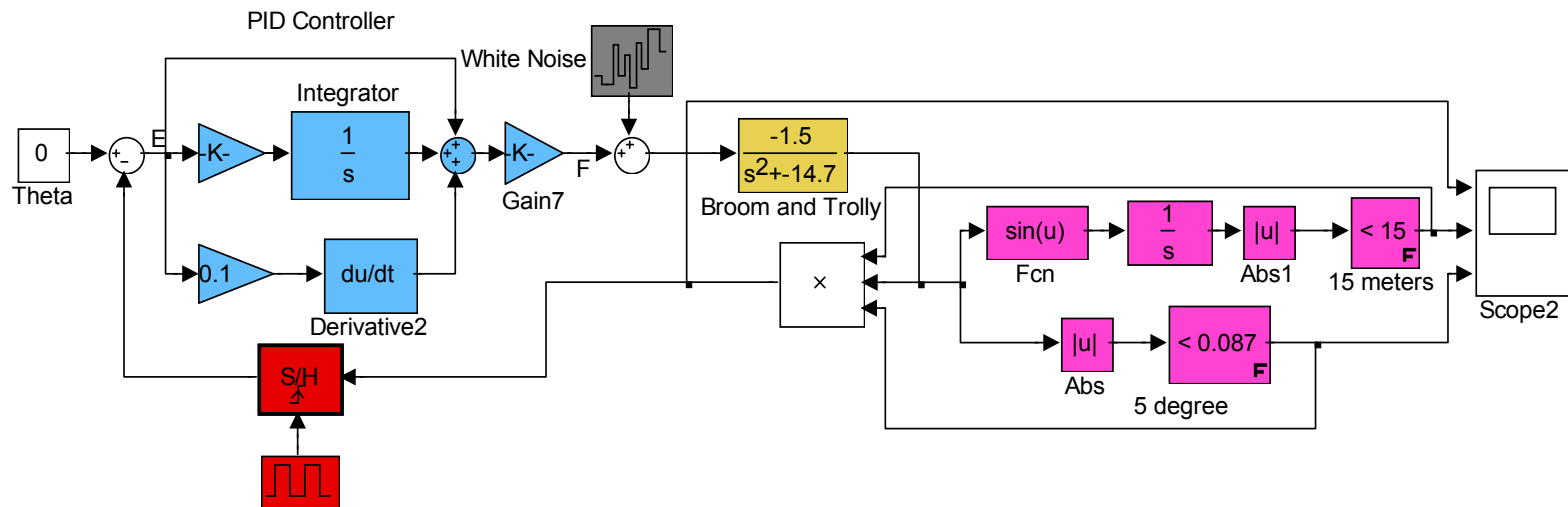 PID Controller
White Noise
Integrator
0
Theta
+
-
E
-K-
1
s
+
+
+
-K-
F
Gain7
+
+
-1.5
s2+-14.7
Broom and Trolly
0.1
du/dt
Derivative2
S/H
×
sin(u)
Fcn
1
s
|u|
Abs1
< 15
F
15 meters
|u|
Abs
< 0.087
F
5 degree
Scope2